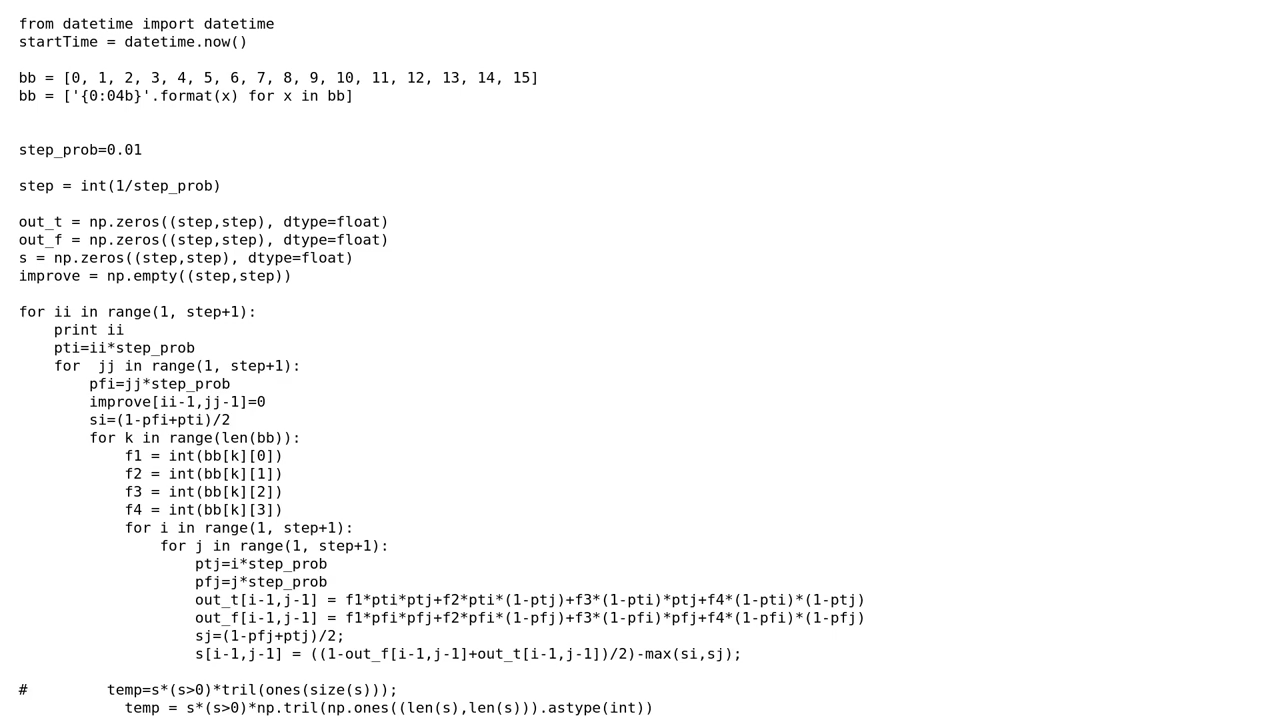 from datetime import datetime
startTime = datetime.now()

bb = [0, 1, 2, 3, 4, 5, 6, 7, 8, 9, 10, 11, 12, 13, 14, 15]
bb = ['{0:04b}'.format(x) for x in bb]


step_prob=0.01

step = int(1/step_prob)

out_t = np.zeros((step,step), dtype=float)
out_f = np.zeros((step,step), dtype=float)
s = np.zeros((step,step), dtype=float)
improve = np.empty((step,step))

for ii in range(1, step+1):
    print ii
    pti=ii*step_prob
    for  jj in range(1, step+1):
        pfi=jj*step_prob
        improve[ii-1,jj-1]=0
        si=(1-pfi+pti)/2
        for k in range(len(bb)):
            f1 = int(bb[k][0])
            f2 = int(bb[k][1])
            f3 = int(bb[k][2])
            f4 = int(bb[k][3])
            for i in range(1, step+1):
                for j in range(1, step+1):
                    ptj=i*step_prob
                    pfj=j*step_prob
                    out_t[i-1,j-1] = f1*pti*ptj+f2*pti*(1-ptj)+f3*(1-pti)*ptj+f4*(1-pti)*(1-ptj)
                    out_f[i-1,j-1] = f1*pfi*pfj+f2*pfi*(1-pfj)+f3*(1-pfi)*pfj+f4*(1-pfi)*(1-pfj)
                    sj=(1-pfj+ptj)/2;
                    s[i-1,j-1] = ((1-out_f[i-1,j-1]+out_t[i-1,j-1])/2)-max(si,sj);

#         temp=s*(s>0)*tril(ones(size(s)));
            temp = s*(s>0)*np.tril(np.ones((len(s),len(s))).astype(int))